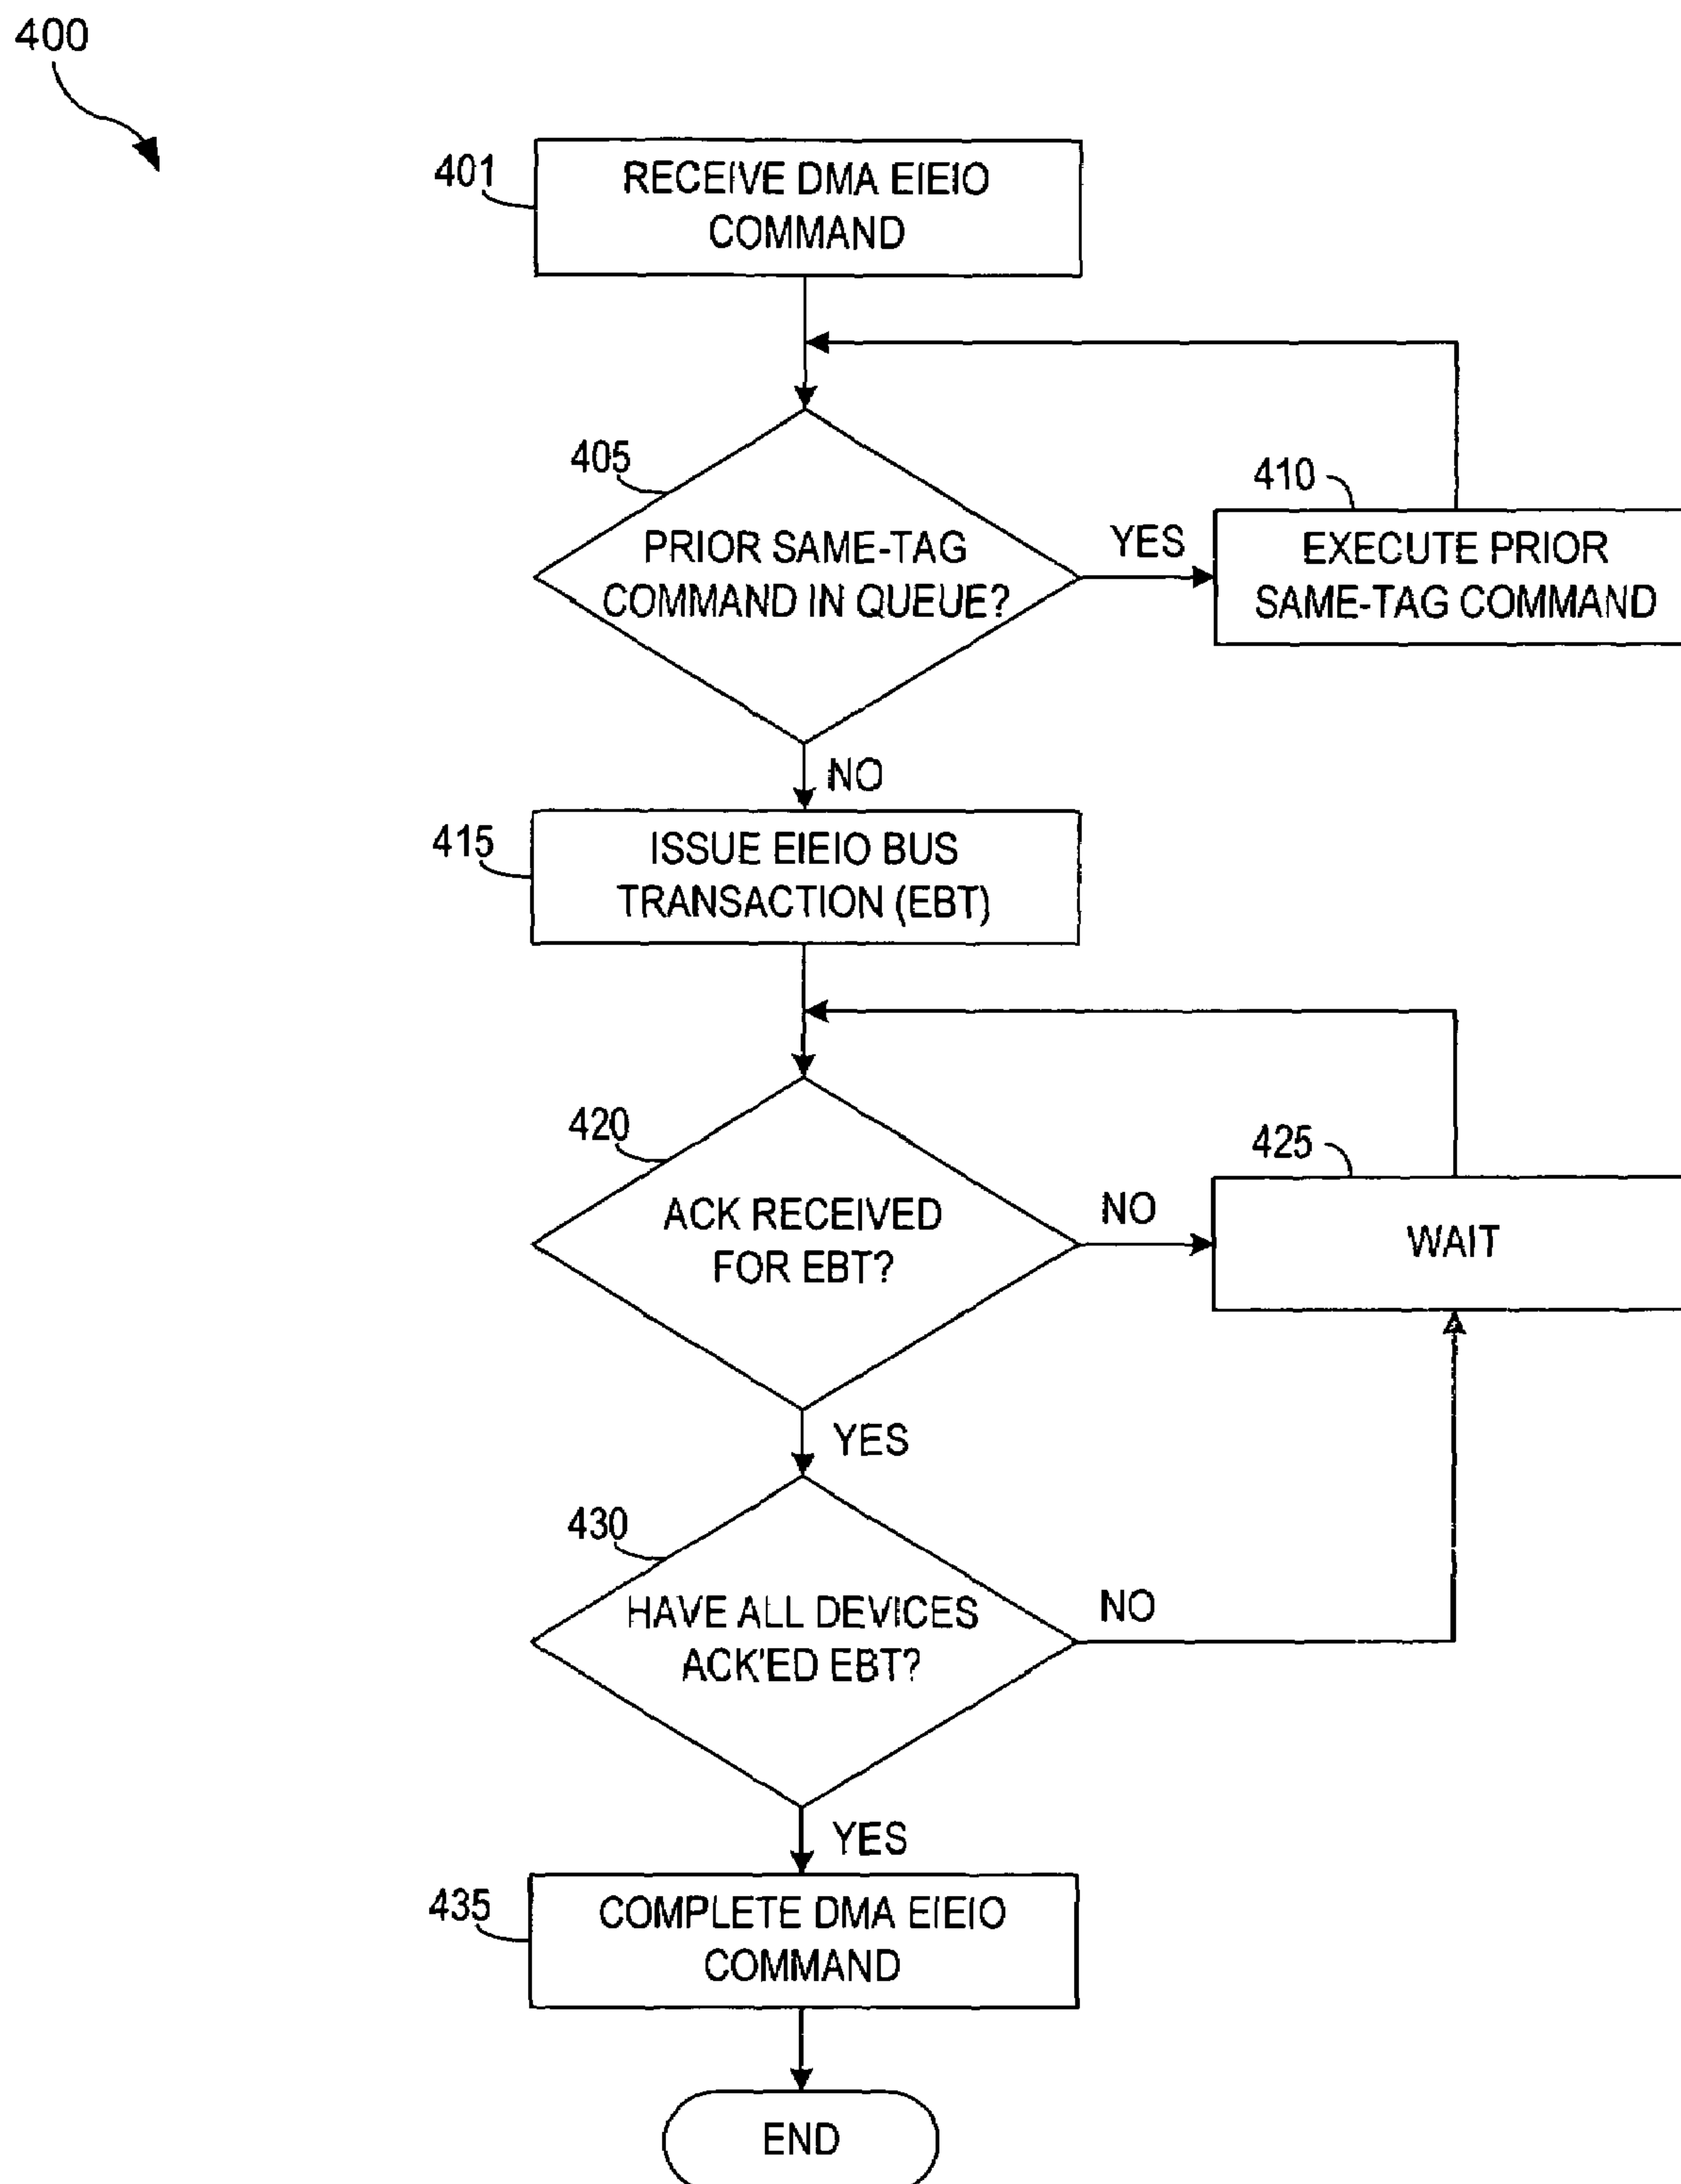 400
401
RECEIVE DMA EIEIO
COMMAND
405
PRIOR SAME-TAG
COMMAND IN QUEUE?
YES
410
EXECUTE PRIOR
SAME-TAG COMMAND
NO
415
ISSUE EIEIO BUS
TRANSACTION (EBT)
420
ACK RECEIVED
FOR EBT?
NO
425
WAIT
YES
430
HAVE ALL DEVICES
ACK'ED EBT?
NO
YES
435
COMPLETE DMA EIEIO
COMMAND
END